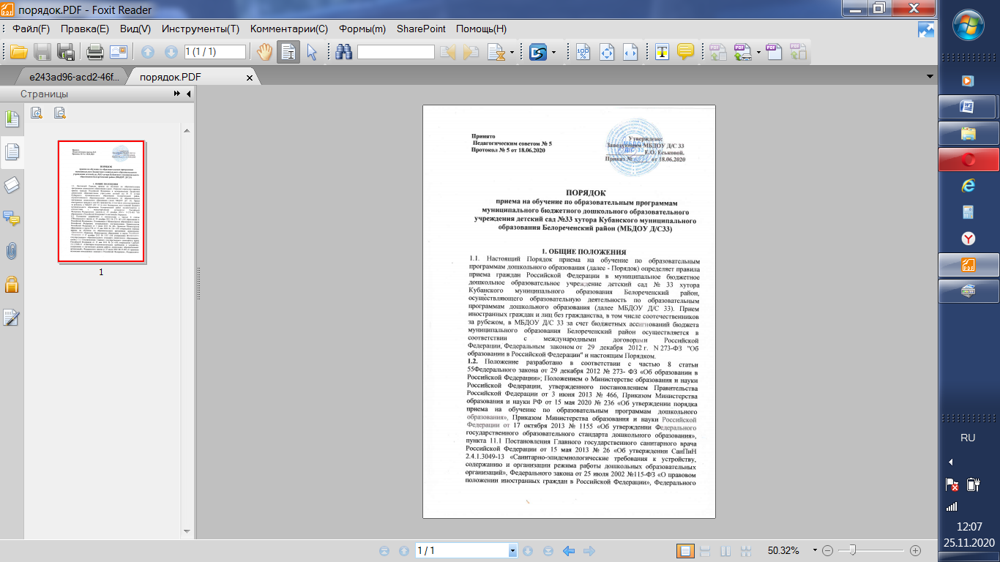 порядок.PDF - Foxit Reader
Файл(F) Правка(E) Вид(V) Инструменты(T) Комментарии(C) Формы(m) SharePoint Помощь(H)
1 (1 / 1)
e243ad96-acd2-46f... порядок.PDF
Страницы
1
Принято
Педагогическим советом № 5
Протокол № 5 от 18.06.2020
Утверждено:
Заведующим МБДОУ Д/С 33
Е.О. Еськовой.
Приказ № от 18.06.2020
ПОРЯДОК
приема на обучение по образовательным программам
муниципального бюджетного дошкольного образовательного
учреждения детский сад №33 хутора Кубанского муниципального
образования Белореченский район (МБДОУ Д/С33)
1. ОБЩИЕ ПОЛОЖЕНИЯ
1.1. Настоящий Порядок приема на обучение по образовательным
программам дошкольного образования (далее - Порядок) определяет правила
приема граждан Российской Федерации в муниципальное бюджетное
дошкольное образовательное учреждение детский сад № 33 хутора
Кубанского муниципального образования Белореченский район,
осуществляющего образовательную деятельность по образовательным
программам дошкольного образования (далее МБДОУ Д/С 33). Прием
иностранных граждан и лиц без гражданства, в том числе соотечественников
за рубежом, в МБДОУ Д/С 33 за счет бюджетных ассигнований бюджета
муниципального образования Белореченский район осуществляется в
соответствии с международными договорами Российской
Федерации, Федеральным законом от 29 декабря 2012 г. N 273-ФЗ "Об
образовании в Российской Федерации" и настоящим Порядком.
1.2. Положение разработано в соответствии с частью 8 статьи
55Федерального закона от 29 декабря 2012 № 273- ФЗ «Об образовании в
Российской Федерации»; Положением о Министерстве образования и науки
Российской Федерации, утвержденного постановлением Правительства
Российской Федерации от 3 июня 2013 № 466, Приказом Министерства
образования и науки РФ от 15 мая 2020 № 236 «Об утверждении порядка
приема на обучение по образовательным программам дошкольного
образования», Приказом Министерства образования и науки Российской
Федерации от 17 октября 2013 № 1155 «Об утверждении Федерального
государственного образовательного стандарта дошкольного образования»,
пункта 11.1 Постановления Главного государственного санитарного врача
Российской Федерации от 15 мая 2013 № 26 «Об утверждении СанПиН
2.4.1.3049-13 «Санитарно-эпидемиологические требования к устройству,
содержанию и организации режима работы дошкольных образовательных
организаций», Федерального закона от 25 июля 2002 №115-ФЗ «О правовом
положении иностранных граждан в Российской Федерации», Федерального
1 / 1
50.32%
RU
12:07
25.11.2020